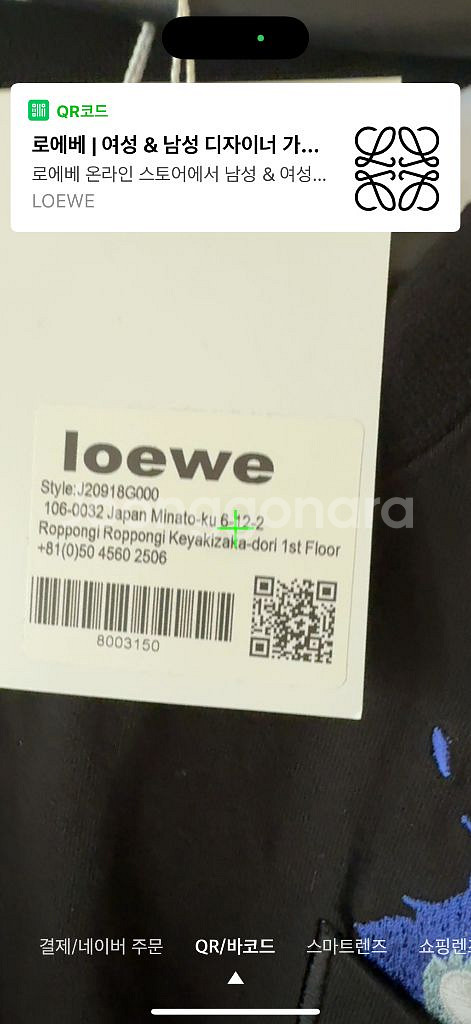 QR코드
로에베 | 여성 & 남성 디자이너 가...
로에베 온라인 스토어에서 남성 & 여성...
LOEWE
loewe
Style:J20918G000
106-0032 Japan Minato-ku 6-12-2
Roppongi Roppongi Keyakizaka-dori 1st Floor
+81(0)50 4560 2506
8003150
결제/네이버 주문 QR/바코드 스마트렌즈 쇼핑렌